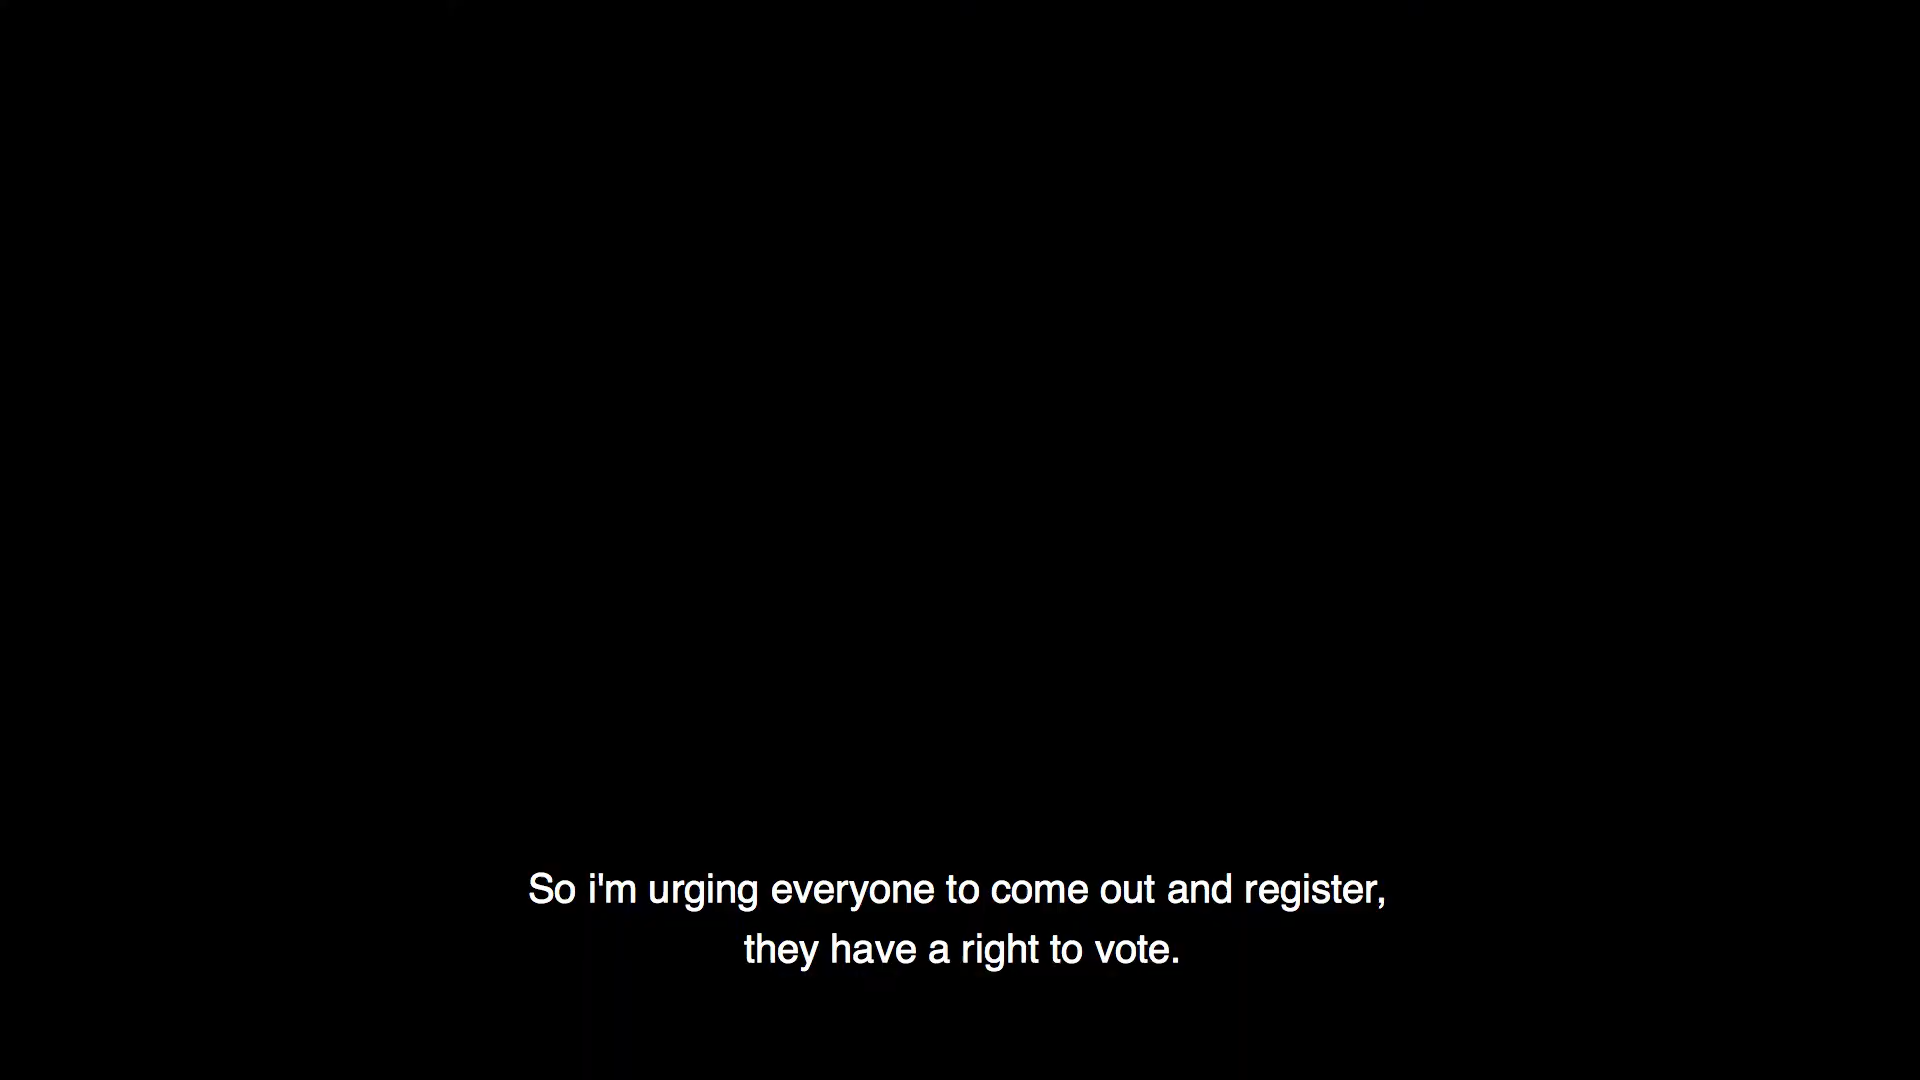 So i'm urging everyone to come out and register,
they have a right to vote.